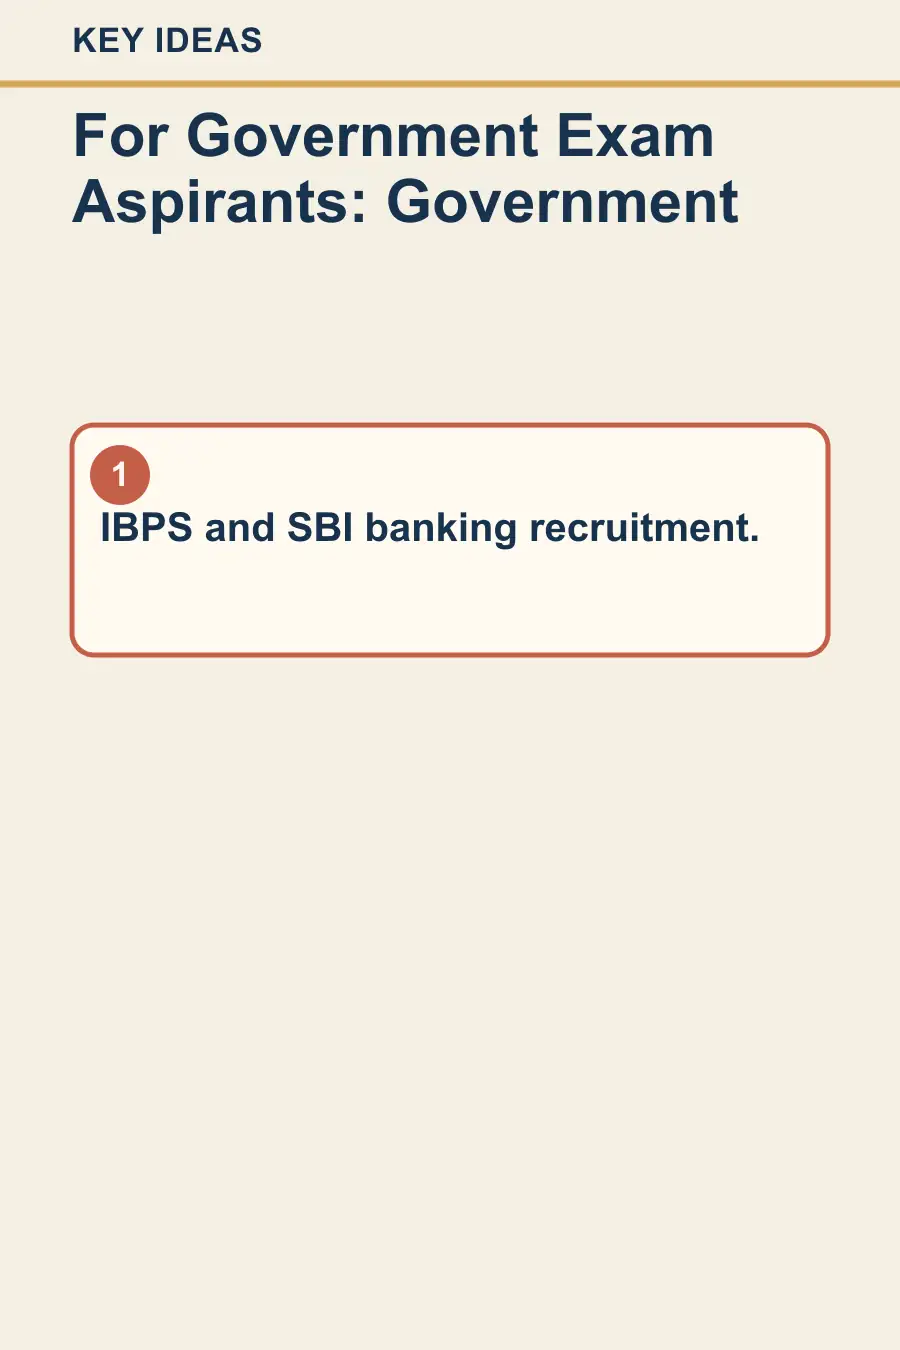 KEY IDEAS
For Government Exam
Aspirants: Government
1
IBPS and SBI banking recruitment.